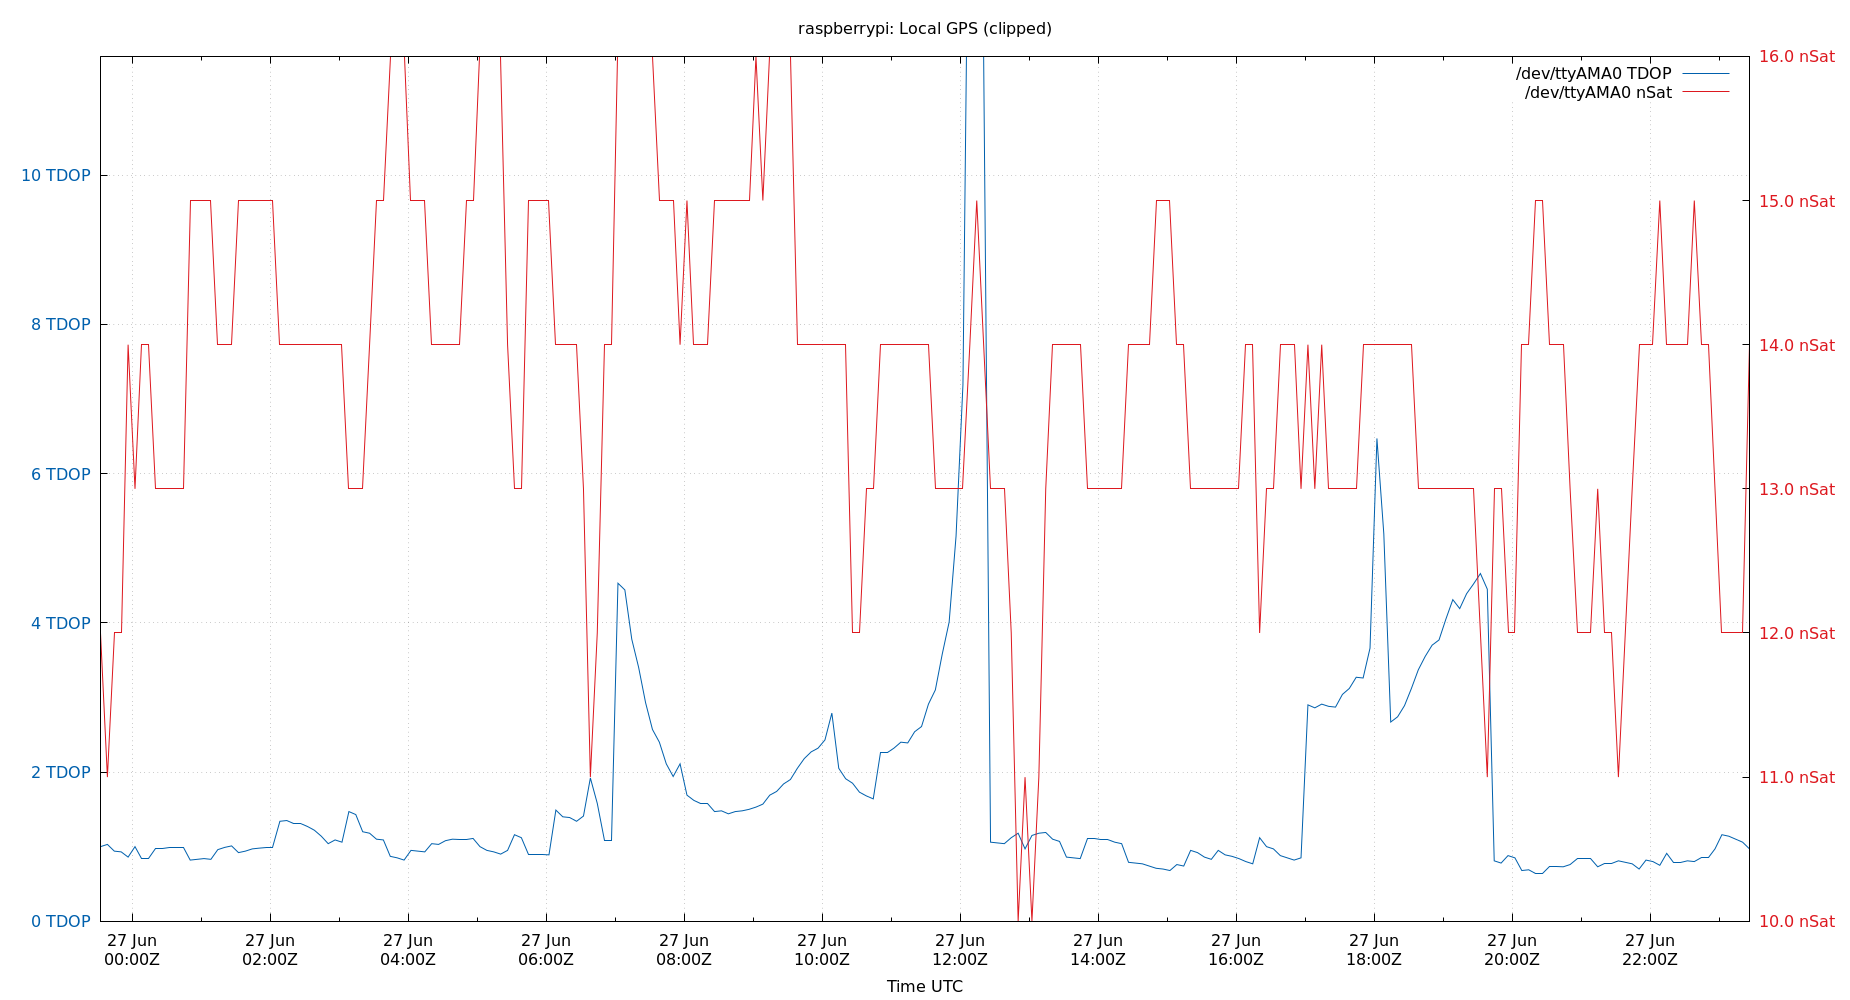 raspberrypi: Local GPS (clipped)
/dev/ttyAMA0 TDOP
/dev/ttyAMA0 nSat
10 TDOP
8 TDOP
6 TDOP
4 TDOP
2 TDOP
0 TDOP
16.0 nSat
15.0 nSat
14.0 nSat
13.0 nSat
12.0 nSat
11.0 nSat
10.0 nSat
27 Jun
00:00Z
27 Jun
02:00Z
27 Jun
04:00Z
27 Jun
06:00Z
27 Jun
08:00Z
27 Jun
10:00Z
27 Jun
12:00Z
27 Jun
14:00Z
27 Jun
16:00Z
27 Jun
18:00Z
27 Jun
20:00Z
27 Jun
22:00Z
Time UTC